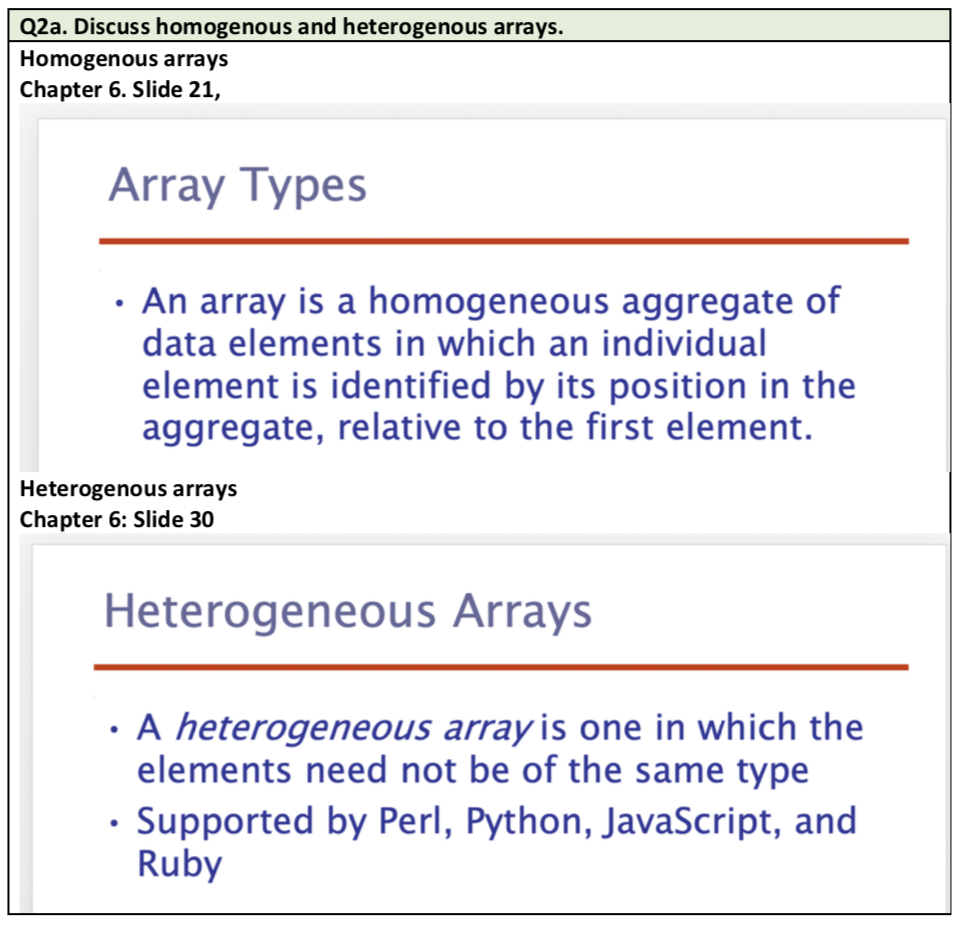 Q2a. Discuss homogenous and heterogenous arrays.
Homogenous arrays
Chapter 6. Slide 21,
Array Types
• An array is a homogeneous aggregate of
data elements in which an individual
element is identified by its position in the
aggregate, relative to the first element.
Heterogenous arrays
Chapter 6: Slide 30
Heterogeneous Arrays
• A heterogeneous array is one in which the
elements need not be of the same type
• Supported by Perl, Python, JavaScript, and
Ruby